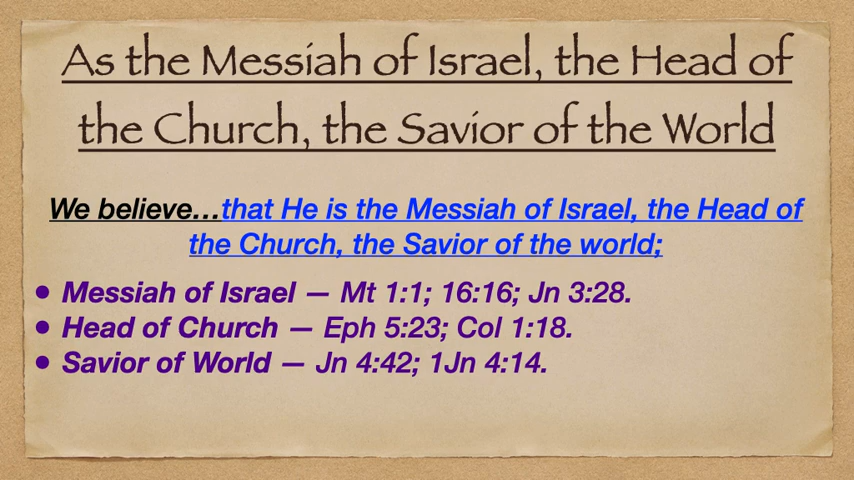 As the Messiah of Israel, the Head of
the Church, the Savior of the World
We believe…that He is the Messiah of Israel, the Head of
the Church, the Savior of the world;
• Messiah of Israel — Mt 1:1; 16:16; Jn 3:28.
• Head of Church — Eph 5:23; Col 1:18.
• Savior of World — Jn 4:42; 1Jn 4:14.